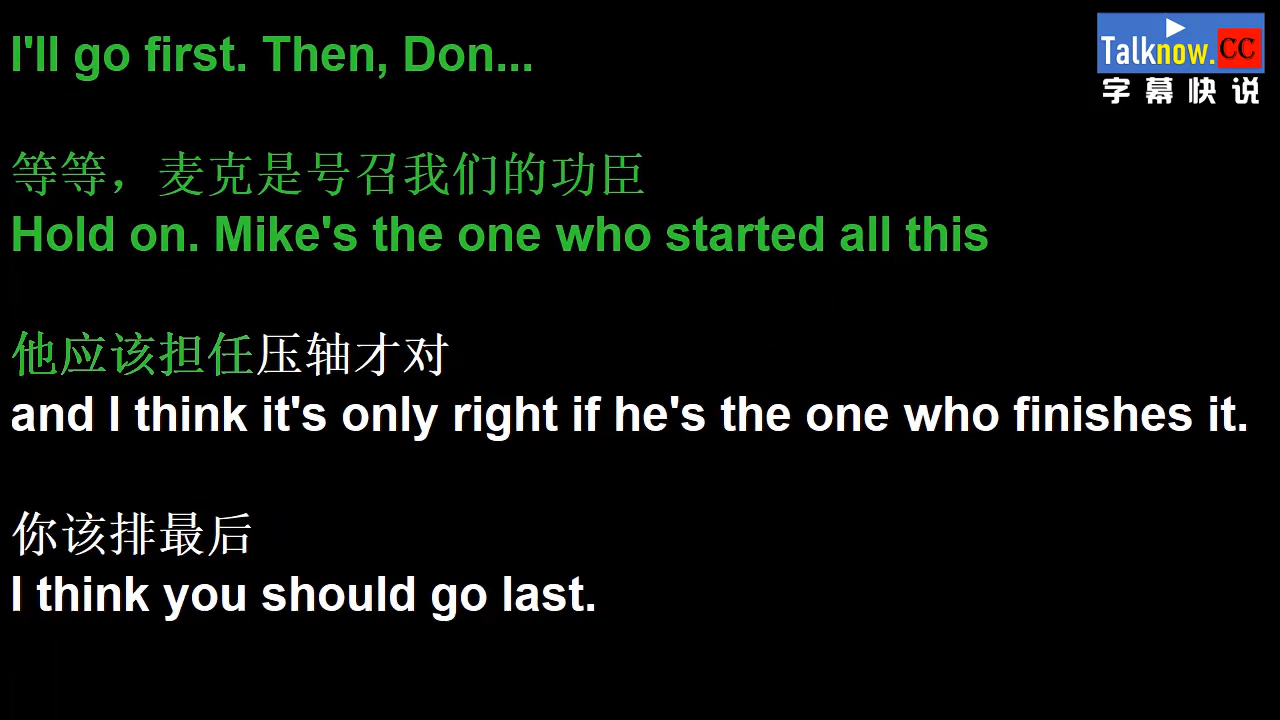 I'll go first. Then, Don...
Talknow.CC
字幕快说
等等，麦克是号召我们的功臣
Hold on. Mike's the one who started all this
他应该担任压轴才对
and I think it's only right if he's the one who finishes it.
你该排最后
I think you should go last.